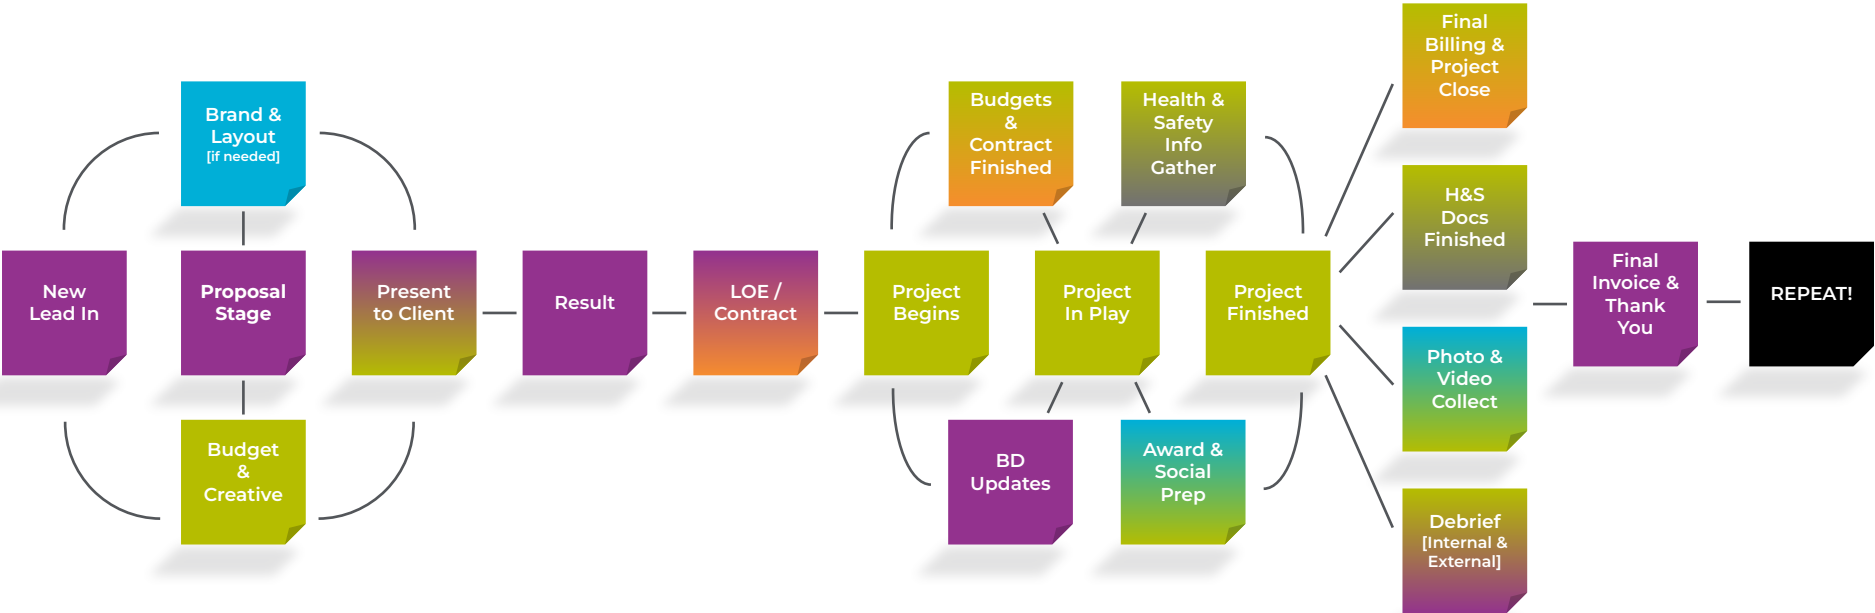 New
Lead In
Brand &
Layout
[if needed]
Proposal
Stage
Budget
&
Creative
Present
to Client
Result
LOE /
Contract
Project
Begins
Budgets
&
Contract
Finished
Health &
Safety
Info
Gather
Project
In Play
BD
Updates
Award &
Social
Prep
Project
Finished
Final
Billing &
Project
Close
H&S
Docs
Finished
Photo &
Video
Collect
Debrief
[Internal &
External]
Final
Invoice &
Thank
You
REPEAT!